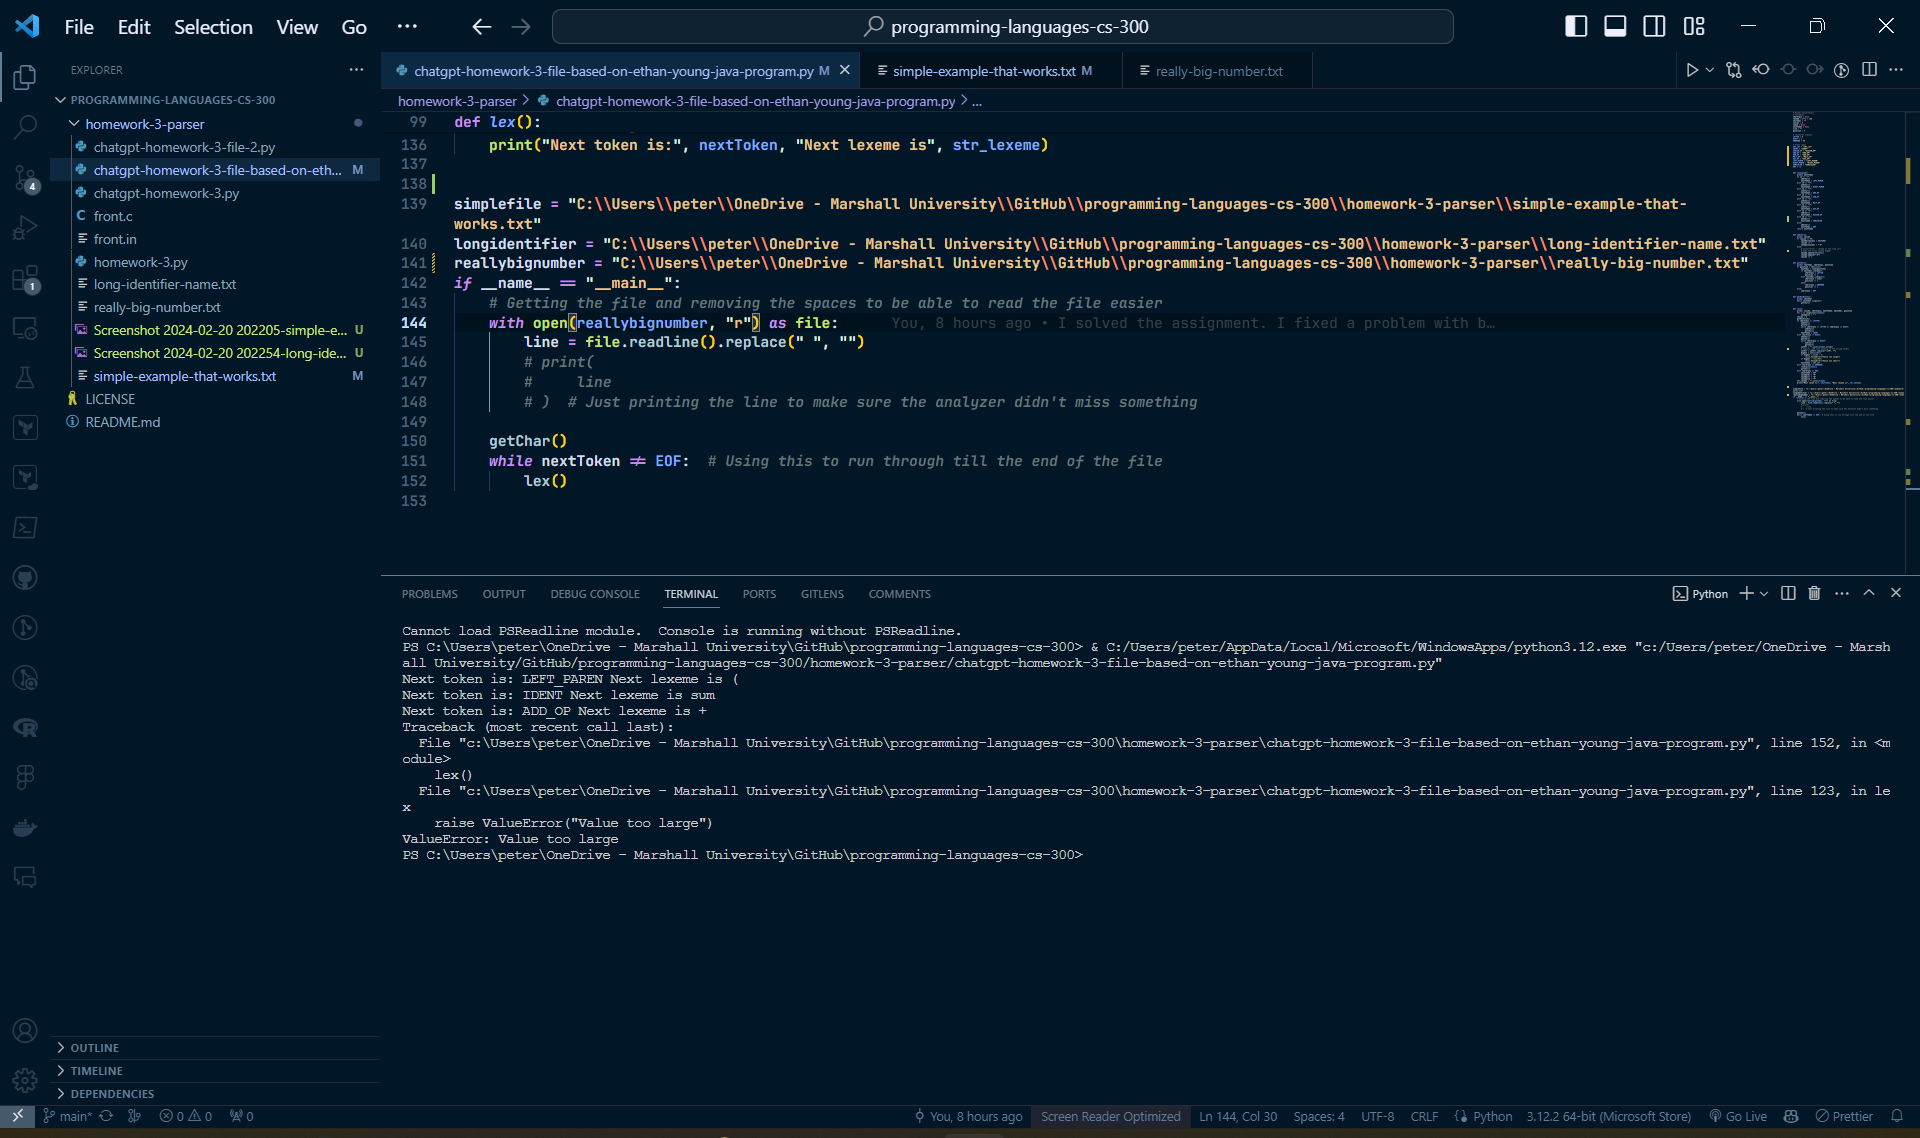 File Edit Selection View Go ··· programming-languages-cs-300
EXPLORER ···
PROGRAMMING-LANGUAGES-CS-300
homework-3-parser
chatgpt-homework-3-file-2.py
chatgpt-homework-3-file-based-on-eth... M
chatgpt-homework-3.py
front.c
front.in
homework-3.py
long-identifier-name.txt
really-big-number.txt
Screenshot 2024-02-20 202205-simple-e... U
Screenshot 2024-02-20 202254-long-ide... U
simple-example-that-works.txt M
LICENSE
README.md
4
1
OUTLINE
TIMELINE
DEPENDENCIES
chatgpt-homework-3-file-based-on-ethan-young-java-program.py M simple-example-that-works.txt M really-big-number.txt
homework-3-parser > chatgpt-homework-3-file-based-on-ethan-young-java-program.py > ...
99 def lex():
136 print("Next token is:", nextToken, "Next lexeme is", str_lexeme)
137
138
139 simplefile = "C:\\Users\\peter\\OneDrive - Marshall University\\GitHub\\programming-languages-cs-300\\homework-3-parser\\simple-example-that-
works.txt"
140 longidentifier = "C:\\Users\\peter\\OneDrive - Marshall University\\GitHub\\programming-languages-cs-300\\homework-3-parser\\long-identifier-name.txt"
141 reallybignumber = "C:\\Users\\peter\\OneDrive - Marshall University\\GitHub\\programming-languages-cs-300\\homework-3-parser\\really-big-number.txt"
142 if __name__ == "__main__":
143 # Getting the file and removing the spaces to be able to read the file easier
144 with open(reallybignumber, "r") as file: You, 8 hours ago • I solved the assignment. I fixed a problem with b…
145 line = file.readline().replace(" ", "")
146 # print(
147 # line
148 # ) # Just printing the line to make sure the analyzer didn't miss something
149
150 getChar()
151 while nextToken != EOF: # Using this to run through till the end of the file
152 lex()
153
PROBLEMS OUTPUT DEBUG CONSOLE TERMINAL PORTS GITLENS COMMENTS Python
Cannot load PSReadline module. Console is running without PSReadline.
PS C:\Users\peter\OneDrive - Marshall University\GitHub\programming-languages-cs-300> & C:/Users/peter/AppData/Local/Microsoft/WindowsApps/python3.12.exe "c:/Users/peter/OneDrive - Marsh
all University/GitHub/programming-languages-cs-300/homework-3-parser/chatgpt-homework-3-file-based-on-ethan-young-java-program.py"
Next token is: LEFT_PAREN Next lexeme is (
Next token is: IDENT Next lexeme is sum
Next token is: ADD_OP Next lexeme is +
Traceback (most recent call last):
File "c:\Users\peter\OneDrive - Marshall University\GitHub\programming-languages-cs-300\homework-3-parser\chatgpt-homework-3-file-based-on-ethan-young-java-program.py", line 152, in <m
odule>
lex()
File "c:\Users\peter\OneDrive - Marshall University\GitHub\programming-languages-cs-300\homework-3-parser\chatgpt-homework-3-file-based-on-ethan-young-java-program.py", line 123, in le
x
raise ValueError("Value too large")
ValueError: Value too large
PS C:\Users\peter\OneDrive - Marshall University\GitHub\programming-languages-cs-300>
main* 0 0 0 You, 8 hours ago Screen Reader Optimized Ln 144, Col 30 Spaces: 4 UTF-8 CRLF Python 3.12.2 64-bit (Microsoft Store) Go Live Prettier